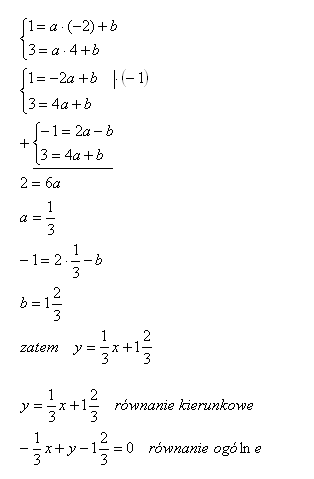 1 = a · (−2) + b
3 = a · 4 + b
1 = −2a + b |· (−1)
3 = 4a + b
+ −1 = 2a − b
3 = 4a + b
2 = 6a
a = 1/3
−1 = 2 · 1/3 − b
b = 1 2/3
zatem y = 1/3 x + 1 2/3
y = 1/3 x + 1 2/3 równanie kierunkowe
− 1/3 x + y − 1 2/3 = 0 równanie ogóln e